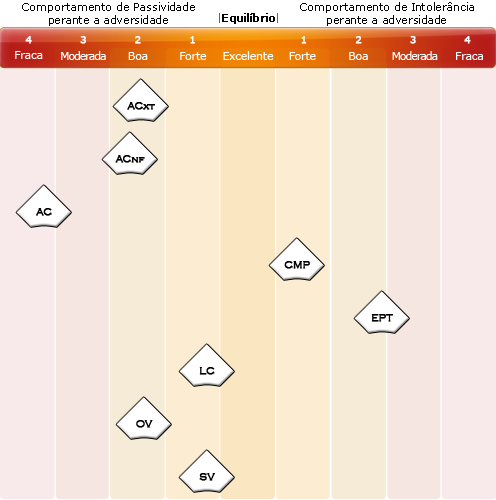 Comportamento de Passividade
perante a adversidade
|Equilíbrio|
Comportamento de Intolerância
perante a adversidade
4 3 2 1 1 2 3 4
Fraca Moderada Boa Forte Excelente Forte Boa Moderada Fraca
ACXT
ACNF
AC
CMP
EPT
LC
OV
SV